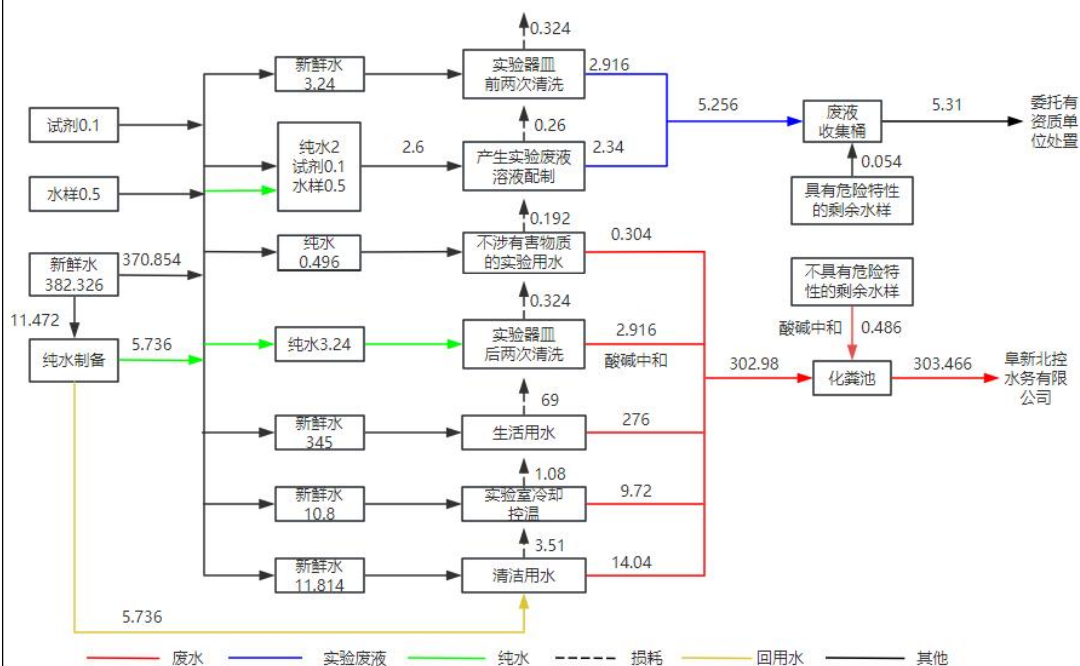 试剂0.1
水样0.5
新鲜水
382.326
370.854
11.472
纯水制备
5.736
5.736
新鲜水
3.24
实验器皿
前两次清洗
0.324
2.916
纯水2
试剂0.1
水样0.5
2.6
产生实验废液
溶液配制
0.26
2.34
5.256
废液
收集桶
5.31
委托有
资质单
位处置
0.054
具有危险特性
的剩余水样
纯水
0.496
不涉有害物质
的实验用水
0.192
0.304
不具有危险特
性的剩余水样
酸碱中和
0.486
纯水3.24
实验器皿
后两次清洗
0.324
2.916
酸碱中和
302.98
化粪池
303.466
阜新北控
水务有限
公司
新鲜水
345
生活用水
69
276
新鲜水
10.8
实验室冷却
控温
1.08
9.72
新鲜水
11.814
清洁用水
3.51
14.04
废水
实验废液
纯水
损耗
回用水
其他